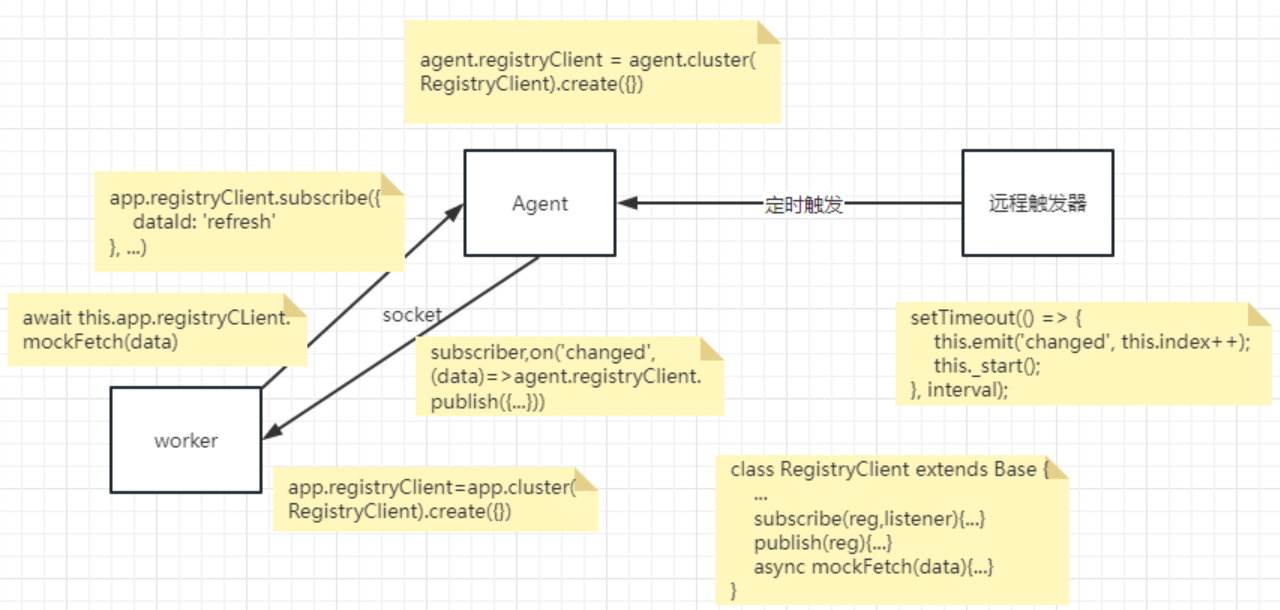 agent.registryClient = agent.cluster(
RegistryClient).create({})
app.registryClient.subscribe({
dataId: 'refresh'
}, ...)
Agent
定时触发
远程触发器
await this.app.registryCLient.
mockFetch(data)
socket
subscriber,on('changed',
(data)=>agent.registryClient.
publish({...}))
setTimeout(() => {
this.emit('changed', this.index++);
this._start();
}, interval);
worker
app.registryClient=app.cluster(
RegistryClient).create({})
class RegistryClient extends Base {
...
subscribe(reg,listener){...}
publish(reg){...}
async mockFetch(data){...}
}